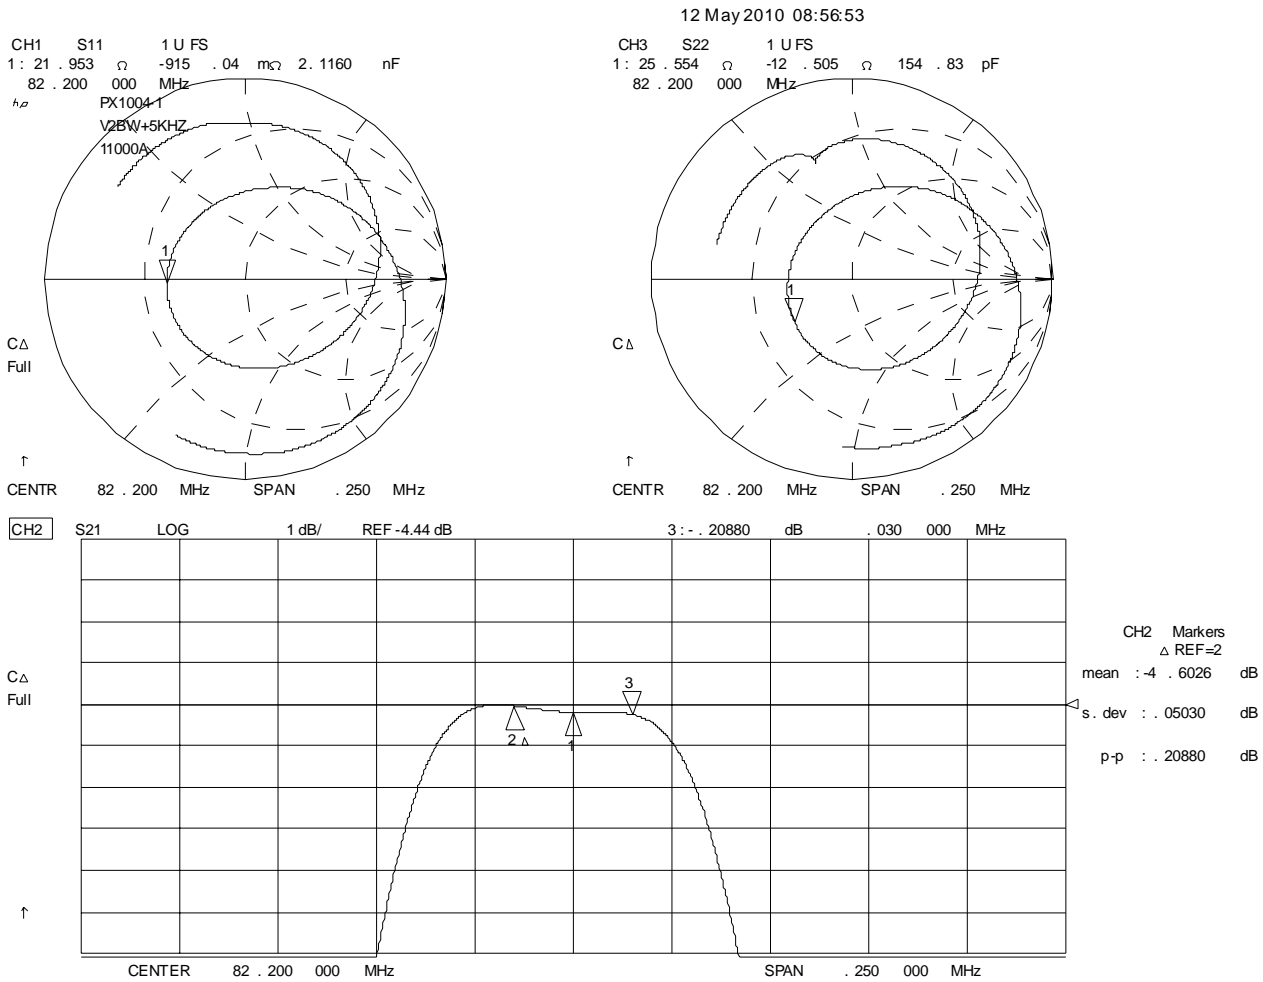 12 May 2010 08:56:53
CH1 S11 1 U FS
1: 21 . 953 Ω -915 . 04 mΩ 2. 1160 nF
82 . 200 000 MHz
PX1004-1
V2BW+5KHZ
11000A
1
C△
Full
↑
CENTR 82 . 200 MHz SPAN . 250 MHz
CH3 S22 1 U FS
1: 25 . 554 Ω -12 . 505 Ω 154 . 83 pF
82 . 200 000 MHz
1
C△
↑
CENTR 82 . 200 MHz SPAN . 250 MHz
CH2 S21 LOG 1 dB/ REF -4.44 dB 3 : - . 20880 dB . 030 000 MHz
C△
Full
3
2 △
1
↑
CENTER 82 . 200 000 MHz SPAN . 250 000 MHz
CH2 Markers
△ REF=2
mean : -4 . 6026 dB
s. dev : . 05030 dB
p-p : . 20880 dB